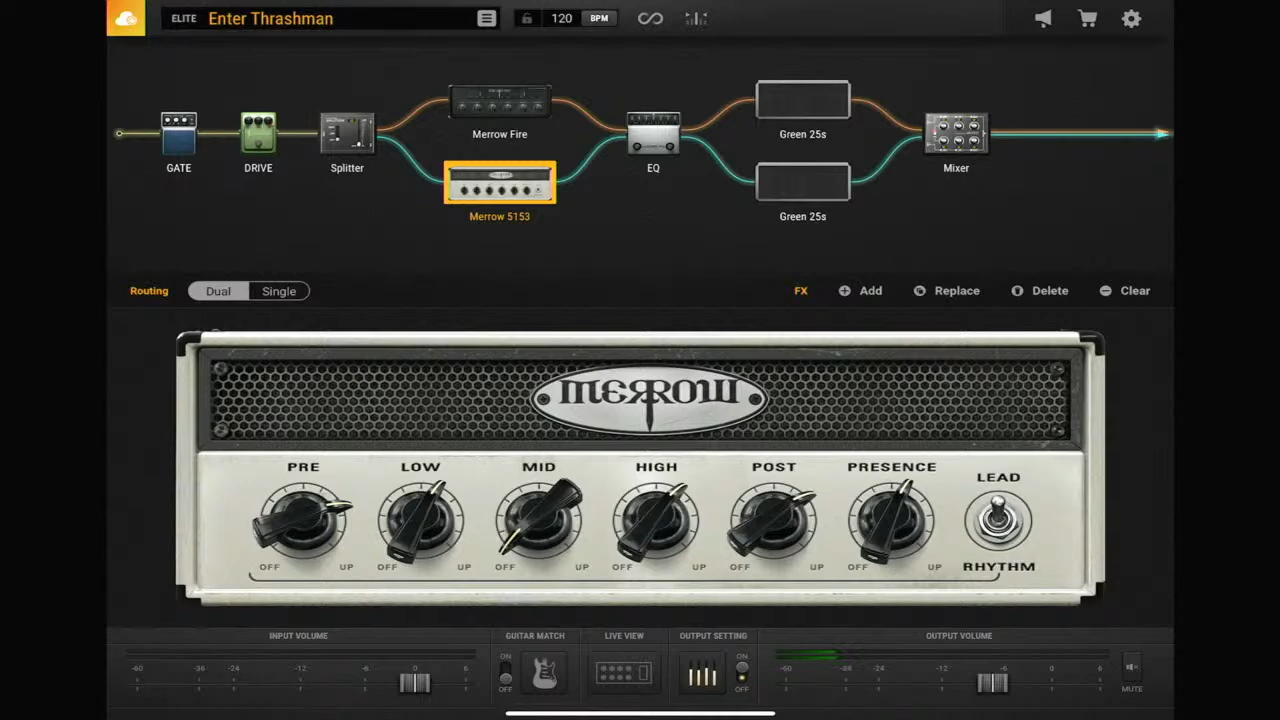 ELITE Enter Thrashman 120 BPM
Merrow Fire Green 25s
GATE DRIVE Splitter EQ Mixer
Merrow 5153 Green 25s
Routing Dual Single FX Add Replace Delete Clear
MERROW
PRE LOW MID HIGH POST PRESENCE LEAD
OFF UP OFF UP OFF UP OFF UP OFF UP OFF UP RHYTHM
INPUT VOLUME GUITAR MATCH LIVE VIEW OUTPUT SETTING OUTPUT VOLUME
ON ON
-60 -36 -24 -12 -6 0 6 -60 -36 -24 -12 -6 0 6
OFF OFF MUTE